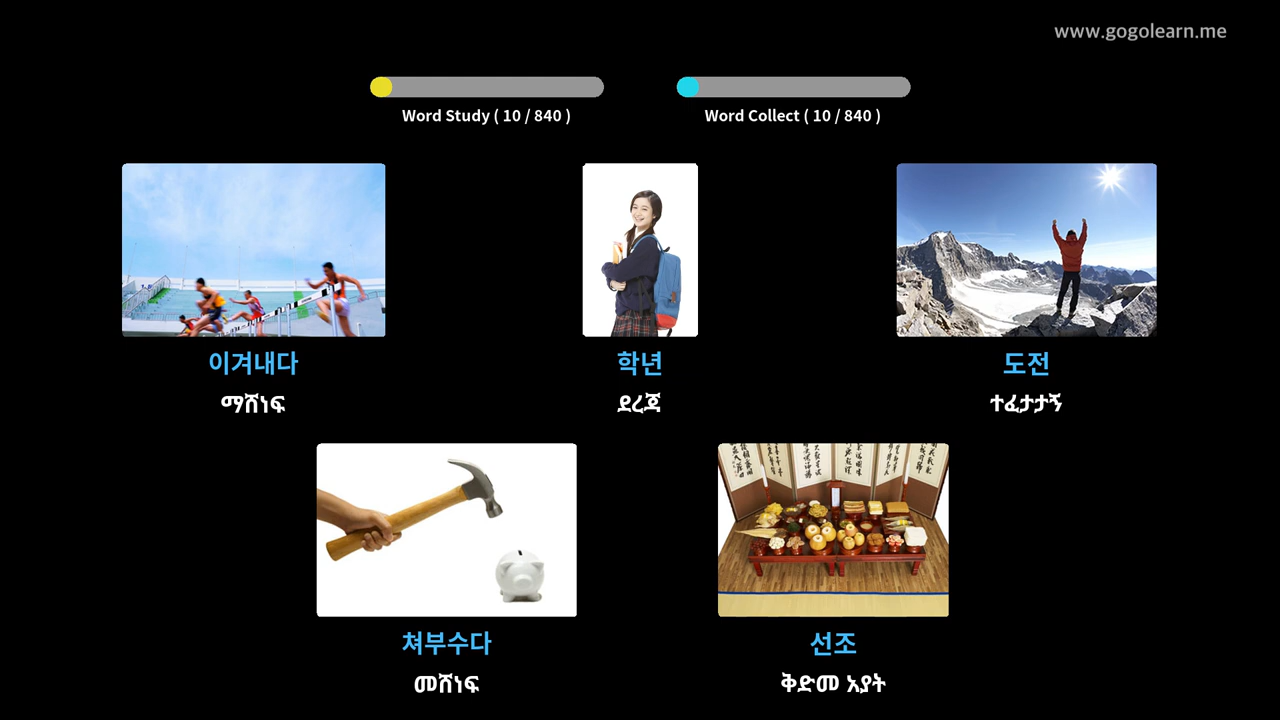 www.gogolearn.me
Word Study ( 10 / 840 )
Word Collect ( 10 / 840 )
이겨내다
ማሸነፍ
학년
ደረጃ
도전
ተፈታታኝ
쳐부수다
መሸነፍ
선조
ቅድመ አያት